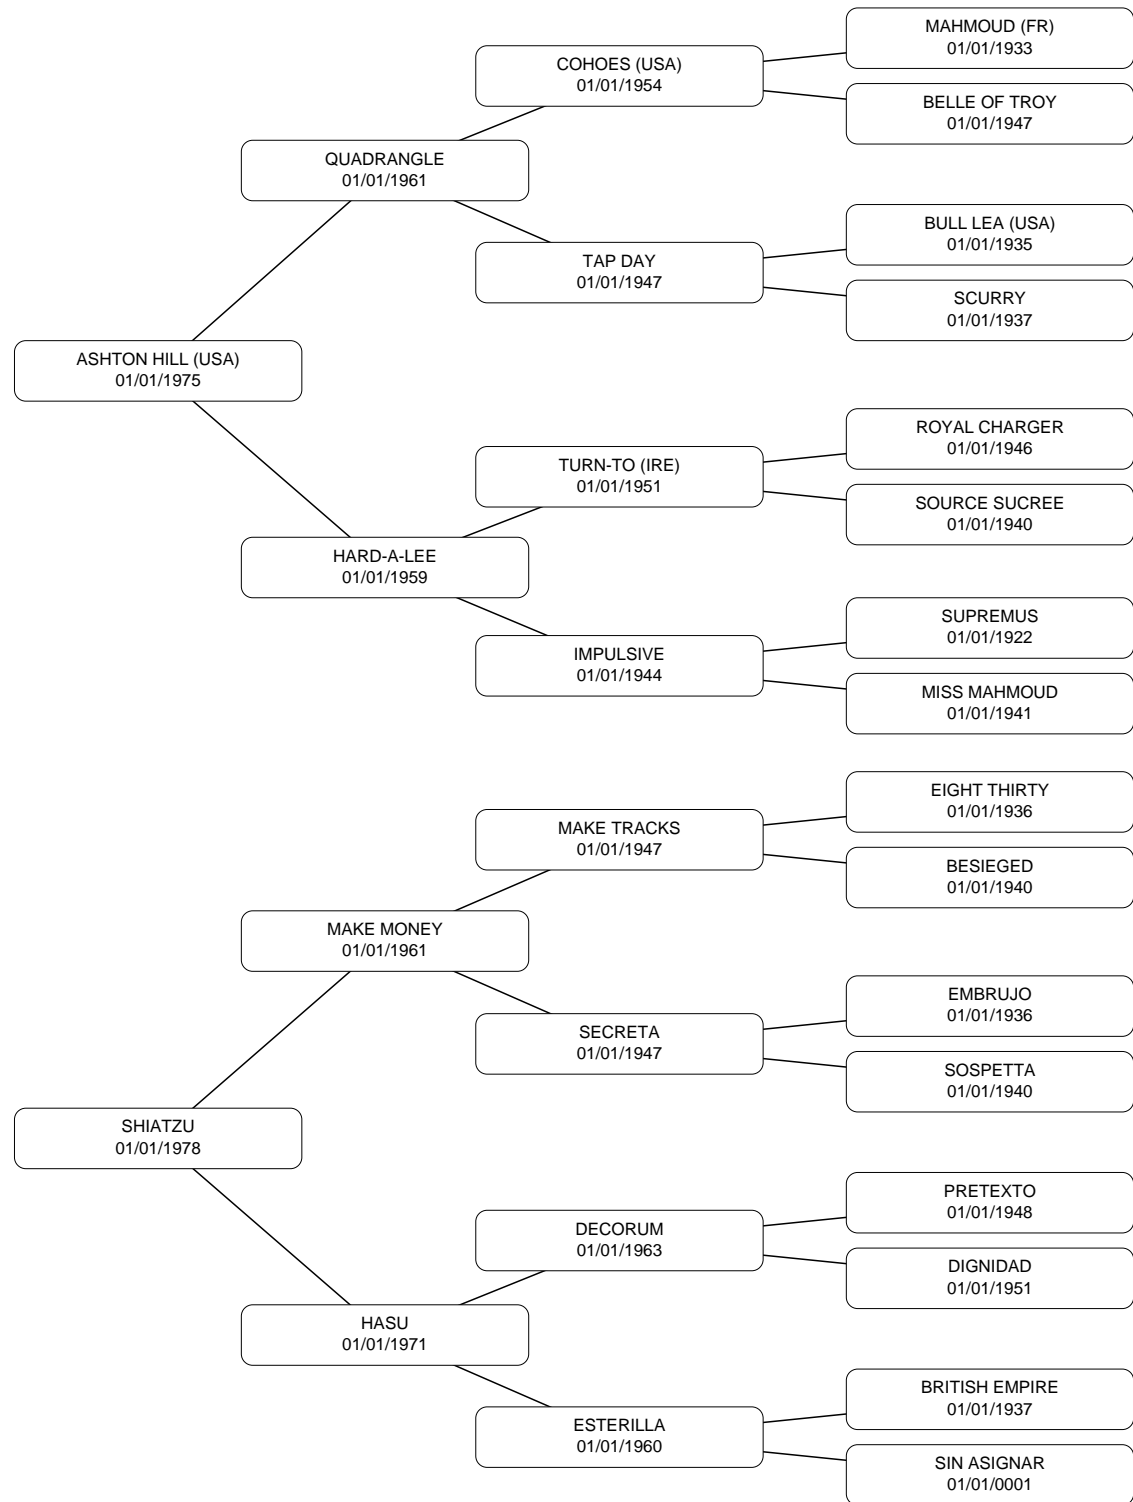 MAHMOUD (FR)
01/01/1933
COHOES (USA)
01/01/1954
BELLE OF TROY
01/01/1947
QUADRANGLE
01/01/1961
BULL LEA (USA)
01/01/1935
TAP DAY
01/01/1947
SCURRY
01/01/1937
ASHTON HILL (USA)
01/01/1975
ROYAL CHARGER
01/01/1946
TURN-TO (IRE)
01/01/1951
SOURCE SUCREE
01/01/1940
HARD-A-LEE
01/01/1959
SUPREMUS
01/01/1922
IMPULSIVE
01/01/1944
MISS MAHMOUD
01/01/1941
EIGHT THIRTY
01/01/1936
MAKE TRACKS
01/01/1947
BESIEGED
01/01/1940
MAKE MONEY
01/01/1961
EMBRUJO
01/01/1936
SECRETA
01/01/1947
SOSPETTA
01/01/1940
SHIATZU
01/01/1978
PRETEXTO
01/01/1948
DECORUM
01/01/1963
DIGNIDAD
01/01/1951
HASU
01/01/1971
BRITISH EMPIRE
01/01/1937
ESTERILLA
01/01/1960
SIN ASIGNAR
01/01/0001